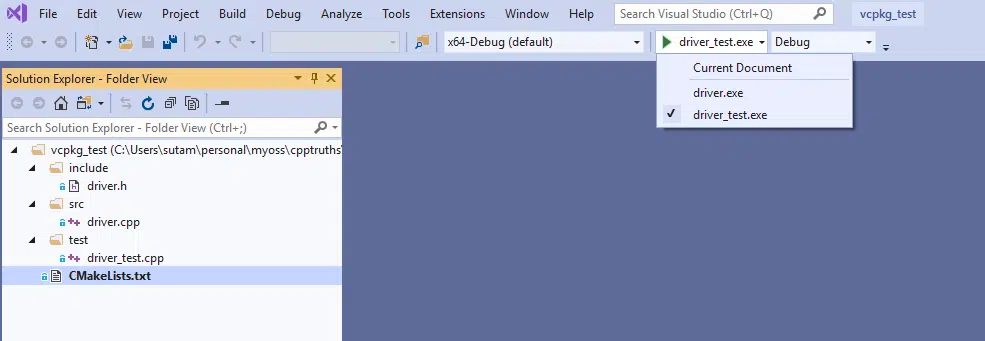 File Edit View Project Build Debug Analyze Tools Extensions Window Help Search Visual Studio (Ctrl+Q) vcpkg_test
x64-Debug (default) driver_test.exe Debug
Current Document
driver.exe
driver_test.exe
Solution Explorer - Folder View
Search Solution Explorer - Folder View (Ctrl+;)
vcpkg_test (C:\Users\sutam\personal\myoss\cpptruths\
include
driver.h
src
driver.cpp
test
driver_test.cpp
CMakeLists.txt